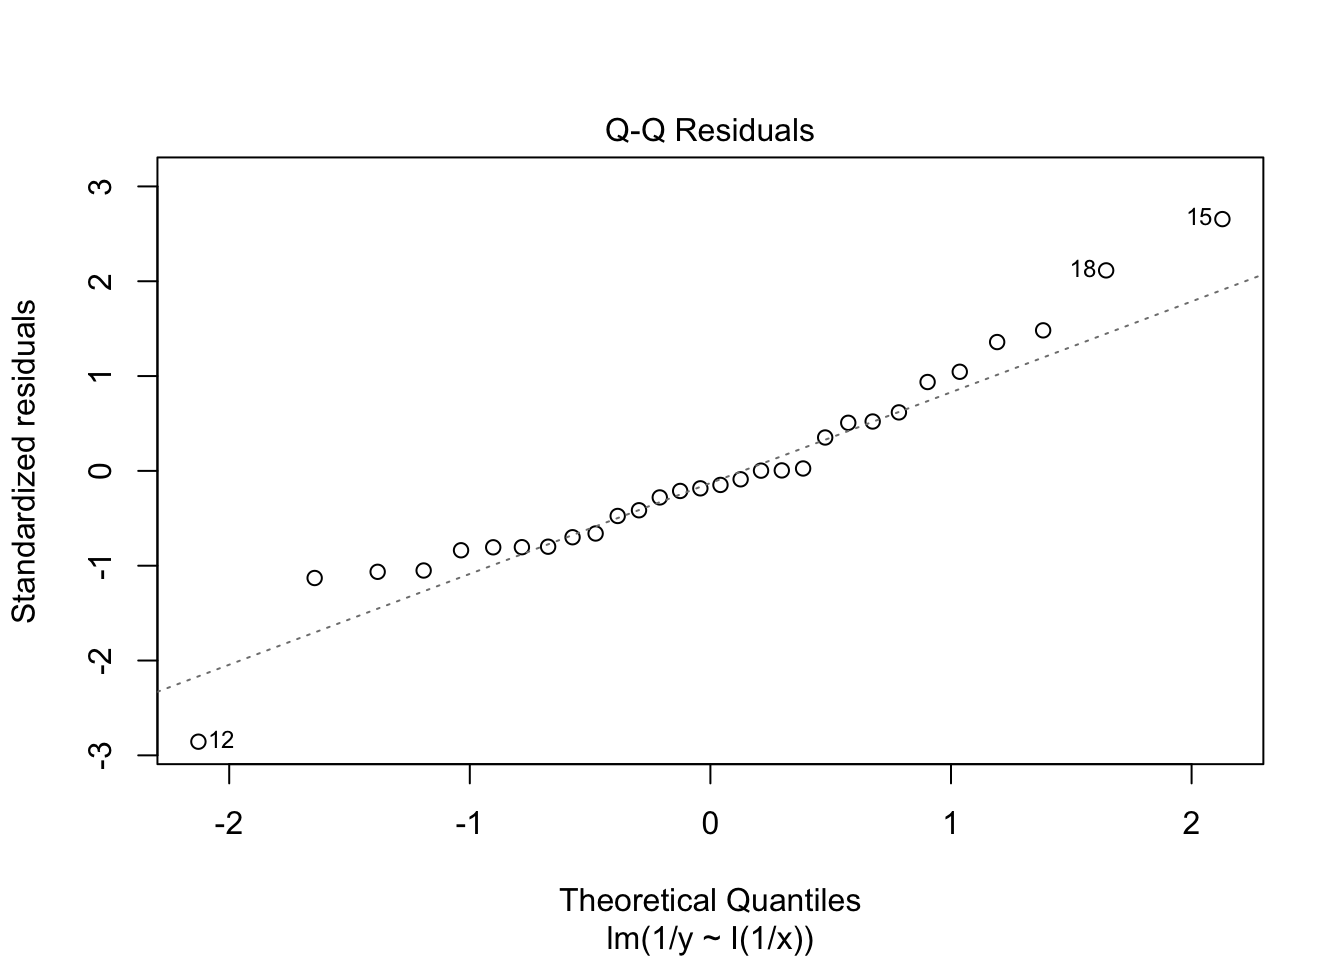 Q-Q Residuals
Standardized residuals
3
2
1
0
-1
-2
-3
15
18
12
-2 -1 0 1 2
Theoretical Quantiles
lm(1/y ~ I(1/x))